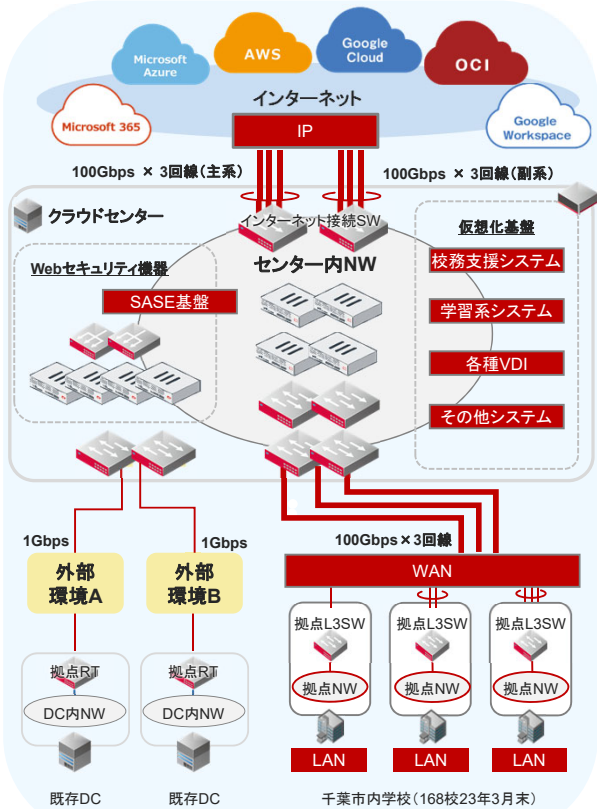 Microsoft
Azure
AWS
Google
Cloud
OCI
Microsoft 365
インターネット
Google
Workspace
IP
100Gbps × 3回線(主系)
100Gbps × 3回線(副系)
クラウドセンター
インターネット接続SW
仮想化基盤
Webセキュリティ機器
センター内NW
校務支援システム
SASE基盤
学習系システム
各種VDI
その他システム
1Gbps
1Gbps
100Gbps×3回線
外部
環境A
外部
環境B
WAN
拠点L3SW
拠点L3SW
拠点L3SW
拠点RT
拠点RT
拠点NW
拠点NW
拠点NW
DC内NW
DC内NW
LAN
LAN
LAN
既存DC
既存DC
千葉市内学校(168校23年3月末)